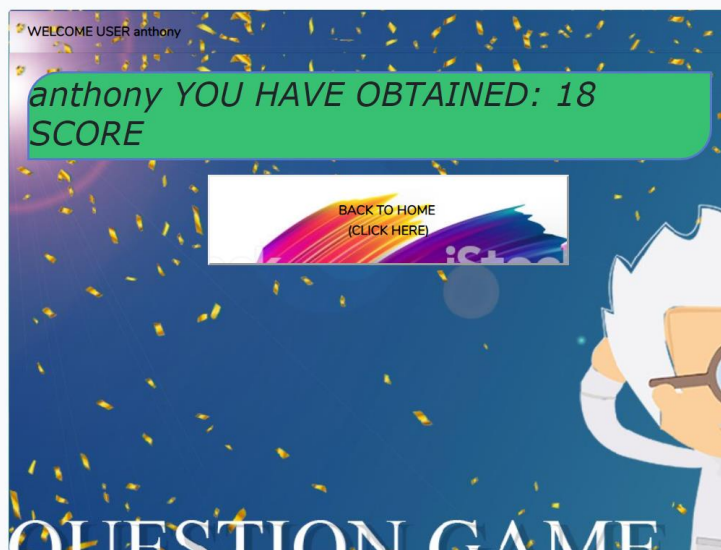 WELCOME USER anthony
anthony YOU HAVE OBTAINED: 18
SCORE
BACK TO HOME
(CLICK HERE)
QUESTION GAME